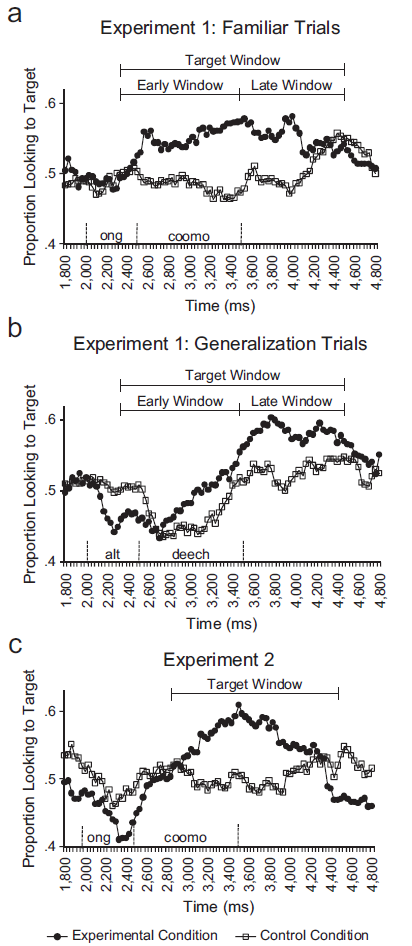 a
Experiment 1: Familiar Trials
Target Window
Early Window Late Window
Proportion Looking to Target
.6
.5
.4
ong coomo
1,800 2,000 2,200 2,400 2,600 2,800 3,000 3,200 3,400 3,600 3,800 4,000 4,200 4,400 4,600 4,800
Time (ms)
b
Experiment 1: Generalization Trials
Target Window
Early Window Late Window
Proportion Looking to Target
.6
.5
.4
alt deech
1,800 2,000 2,200 2,400 2,600 2,800 3,000 3,200 3,400 3,600 3,800 4,000 4,200 4,400 4,600 4,800
Time (ms)
c
Experiment 2
Target Window
Proportion Looking to Target
.6
.5
.4
ong coomo
1,800 2,000 2,200 2,400 2,600 2,800 3,000 3,200 3,400 3,600 3,800 4,000 4,200 4,400 4,600 4,800
Time (ms)
Experimental Condition Control Condition